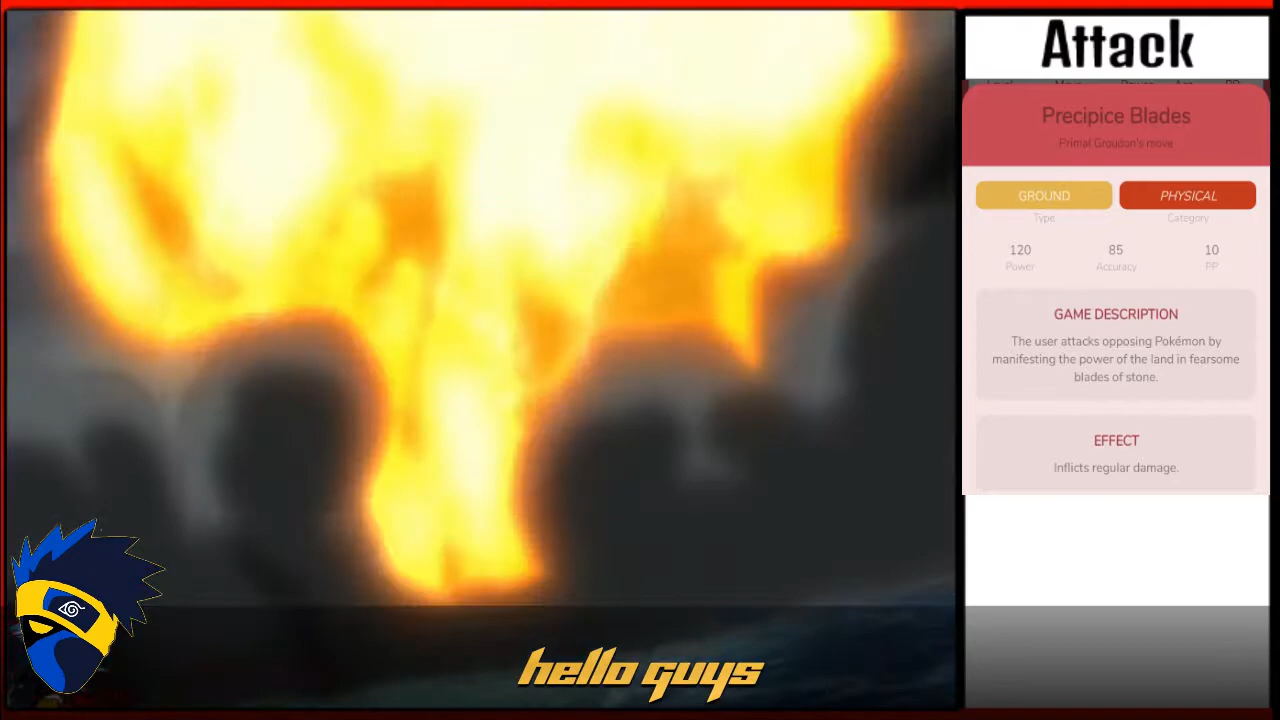 Attack
Precipice Blades
Primal Groudon's move
GROUND
PHYSICAL
Type
Category
120
85
10
Power
Accuracy
PP
GAME DESCRIPTION
The user attacks opposing Pokémon by
manifesting the power of the land in fearsome
blades of stone.
EFFECT
Inflicts regular damage.
hello guys